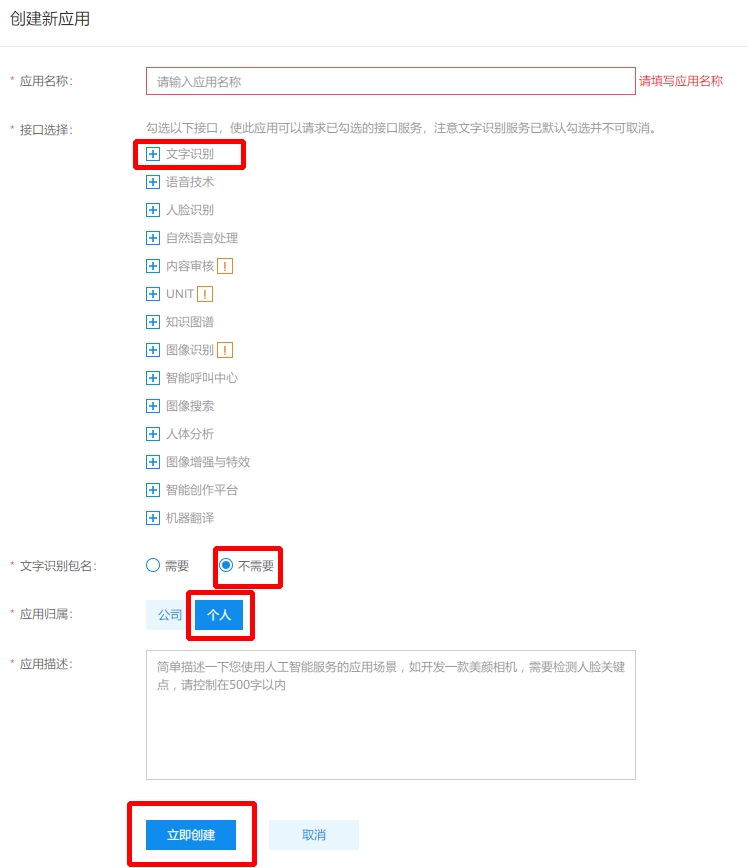 创建新应用
* 应用名称: 请输入应用名称 请填写应用名称
* 接口选择: 勾选以下接口，使此应用可以请求已勾选的接口服务，注意文字识别服务已默认勾选并不可取消。
文字识别
语音技术
人脸识别
自然语言处理
内容审核 !
UNIT !
知识图谱
图像识别 !
智能呼叫中心
图像搜索
人体分析
图像增强与特效
智能创作平台
机器翻译
* 文字识别包名: 需要 不需要
* 应用归属: 公司 个人
* 应用描述: 简单描述一下您使用人工智能服务的应用场景，如开发一款美颜相机，需要检测人脸关键
点，请控制在500字以内
立即创建 取消